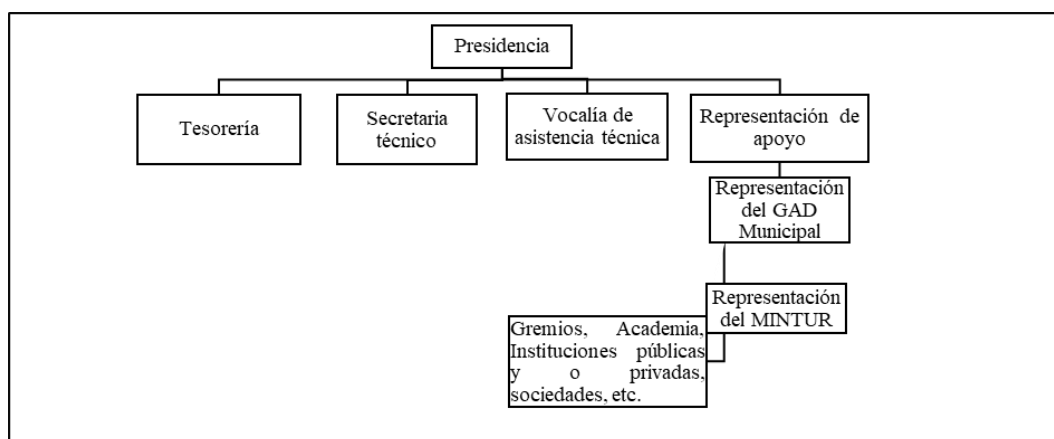 Presidencia
Tesorería
Secretaria
técnico
Vocalía de
asistencia técnica
Representación de
apoyo
Representación
del GAD
Municipal
Representación
del MINTUR
Gremios, Academia,
Instituciones públicas
y o privadas,
sociedades, etc.